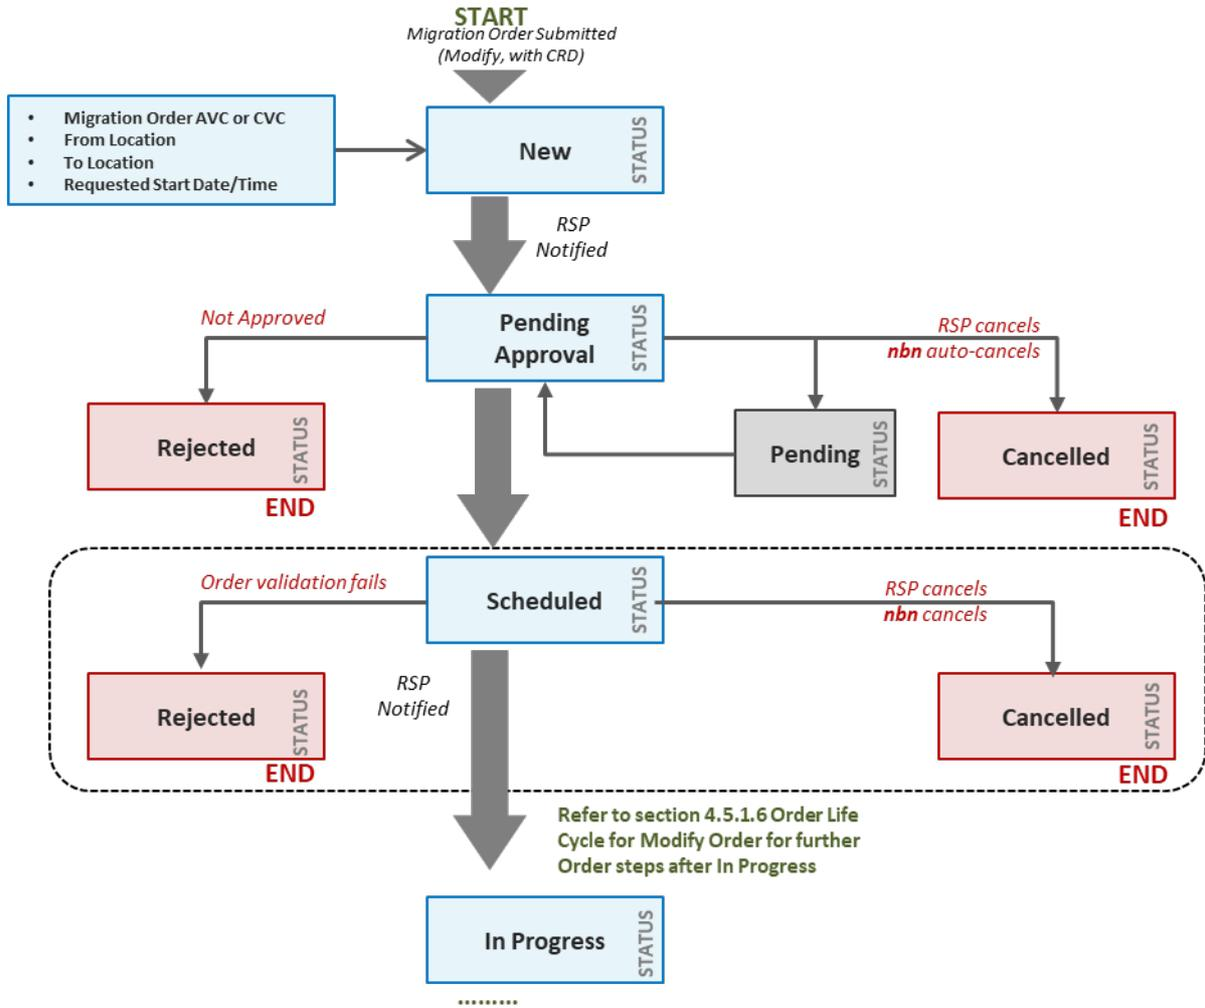 START
Migration Order Submitted
(Modify, with CRD)
• Migration Order AVC or CVC
• From Location
• To Location
• Requested Start Date/Time
New
STATUS
RSP
Notified
Pending
Approval
STATUS
Not Approved
RSP cancels
nbn auto-cancels
Rejected
STATUS
END
Pending
STATUS
Cancelled
STATUS
END
Scheduled
STATUS
Order validation fails
RSP cancels
nbn cancels
Rejected
STATUS
END
RSP
Notified
Cancelled
STATUS
END
Refer to section 4.5.1.6 Order Life
Cycle for Modify Order for further
Order steps after In Progress
In Progress
STATUS
.........